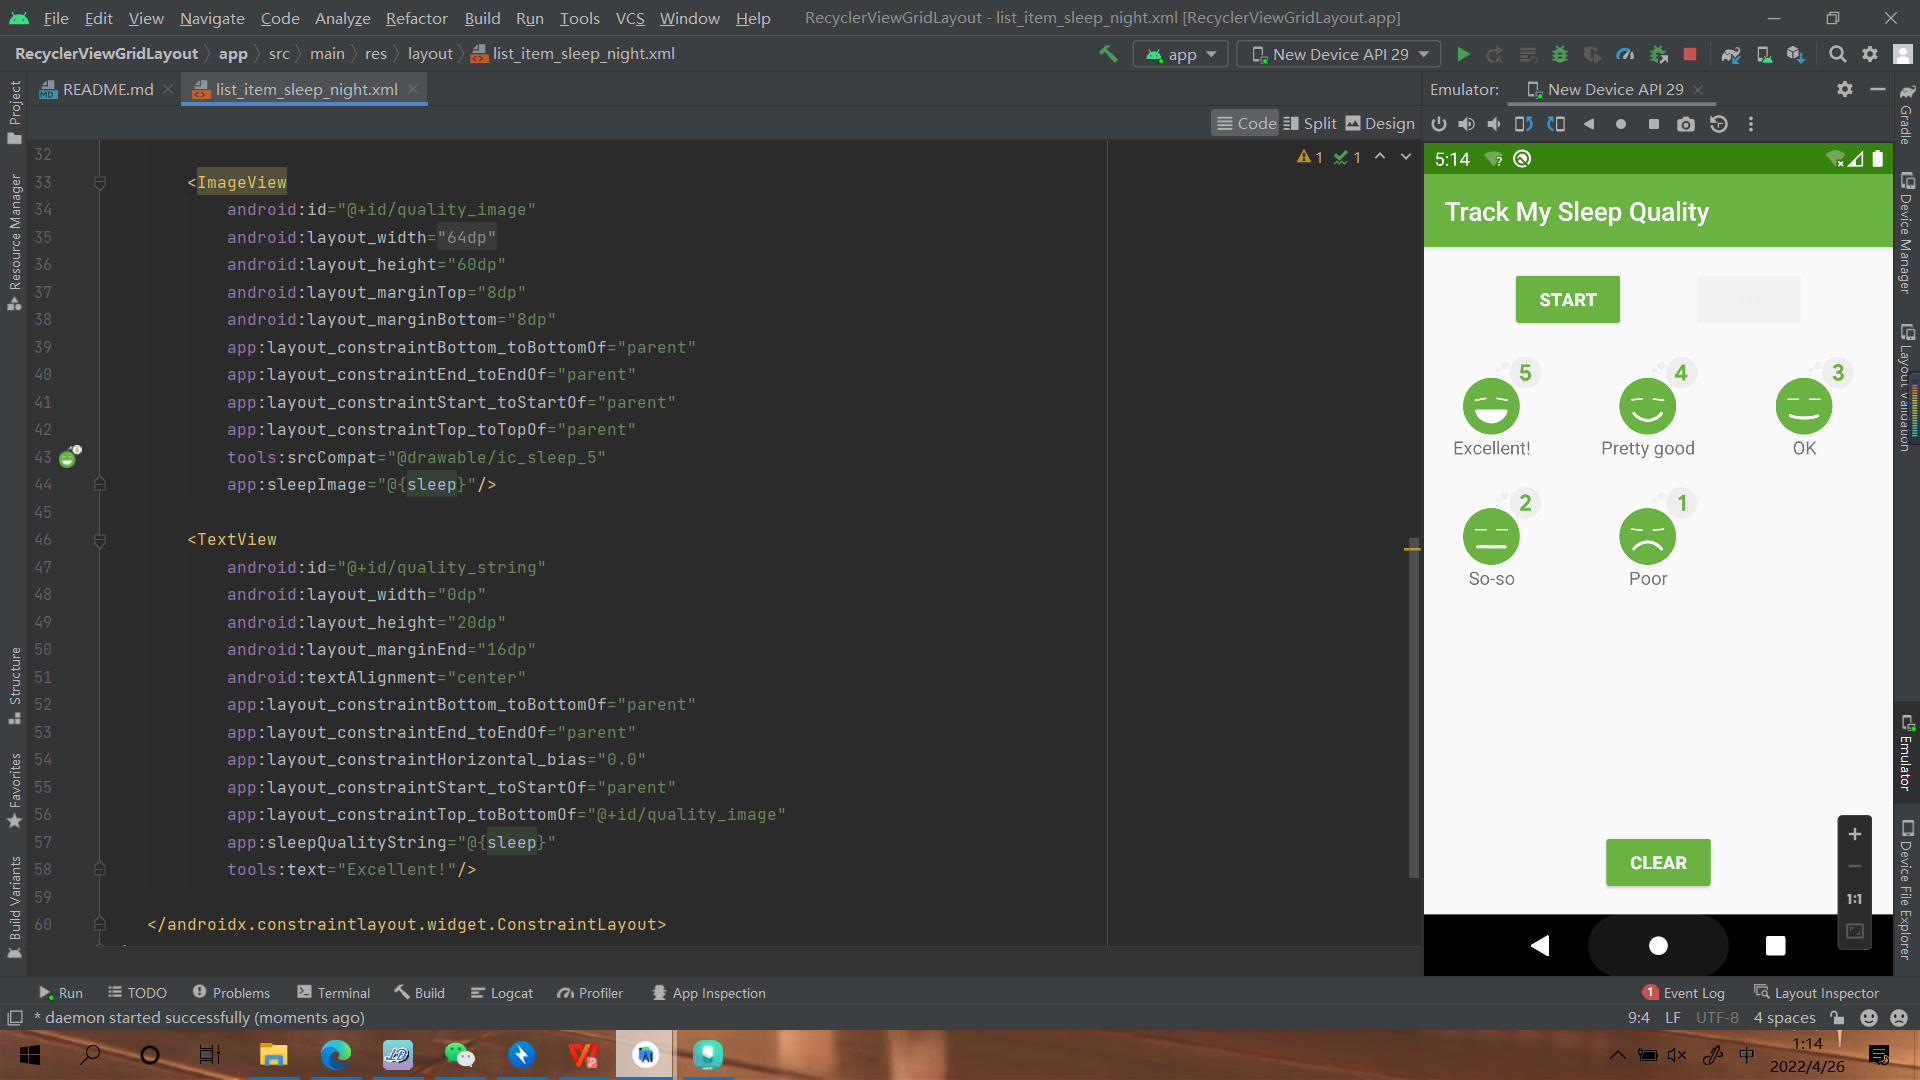 File Edit View Navigate Code Analyze Refactor Build Run Tools VCS Window Help RecyclerViewGridLayout - list_item_sleep_night.xml [RecyclerViewGridLayout.app]
RecyclerViewGridLayout app src main res layout list_item_sleep_night.xml app New Device API 29
README.md list_item_sleep_night.xml Emulator: New Device API 29
Code Split Design
1 1
32
33 <ImageView
34 android:id="@+id/quality_image"
35 android:layout_width="64dp"
36 android:layout_height="60dp"
37 android:layout_marginTop="8dp"
38 android:layout_marginBottom="8dp"
39 app:layout_constraintBottom_toBottomOf="parent"
40 app:layout_constraintEnd_toEndOf="parent"
41 app:layout_constraintStart_toStartOf="parent"
42 app:layout_constraintTop_toTopOf="parent"
43 tools:srcCompat="@drawable/ic_sleep_5"
44 app:sleepImage="@{sleep}"/>
45
46 <TextView
47 android:id="@+id/quality_string"
48 android:layout_width="0dp"
49 android:layout_height="20dp"
50 android:layout_marginEnd="16dp"
51 android:textAlignment="center"
52 app:layout_constraintBottom_toBottomOf="parent"
53 app:layout_constraintEnd_toEndOf="parent"
54 app:layout_constraintHorizontal_bias="0.0"
55 app:layout_constraintStart_toStartOf="parent"
56 app:layout_constraintTop_toBottomOf="@+id/quality_image"
57 app:sleepQualityString="@{sleep}"
58 tools:text="Excellent!"/>
59
60 </androidx.constraintlayout.widget.ConstraintLayout>
5:14
Track My Sleep Quality
START
5 4 3
Excellent! Pretty good OK
2 1
So-so Poor
CLEAR
1:1
Project
Resource Manager
Structure
Favorites
Build Variants
Gradle
Device Manager
Layout Validation
Emulator
Device File Explorer
Run TODO Problems Terminal Build Logcat Profiler App Inspection 1 Event Log Layout Inspector
* daemon started successfully (moments ago) 9:4 LF UTF-8 4 spaces
中 1:14
2022/4/26